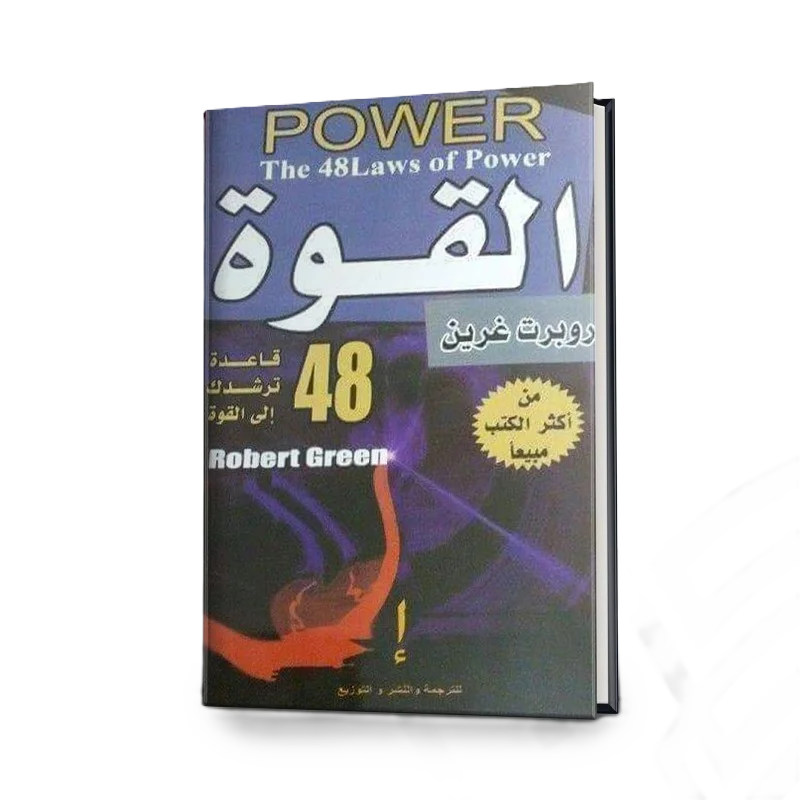 POWER
The 48Laws of Power
القوة
روبرت غرين
48
قاعدة
ترشدك
إلى القوة
من
أكثر الكتب
مبيعاً
Robert Green
إ
للترجمة والنشر و التوزيع